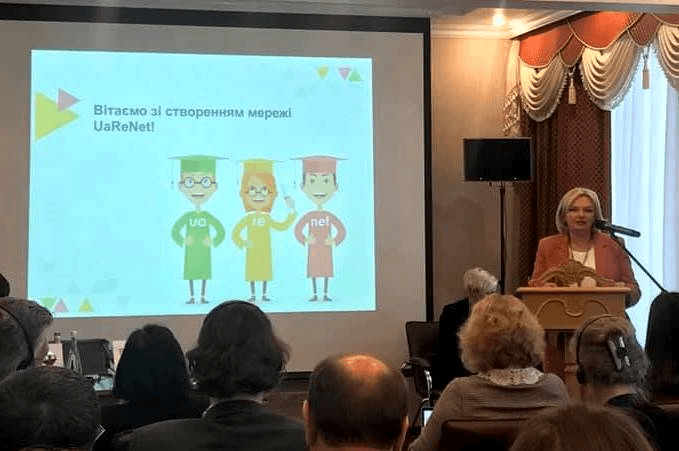 Вітаємо зі створенням мережі
UaReNet!
ua
re
net